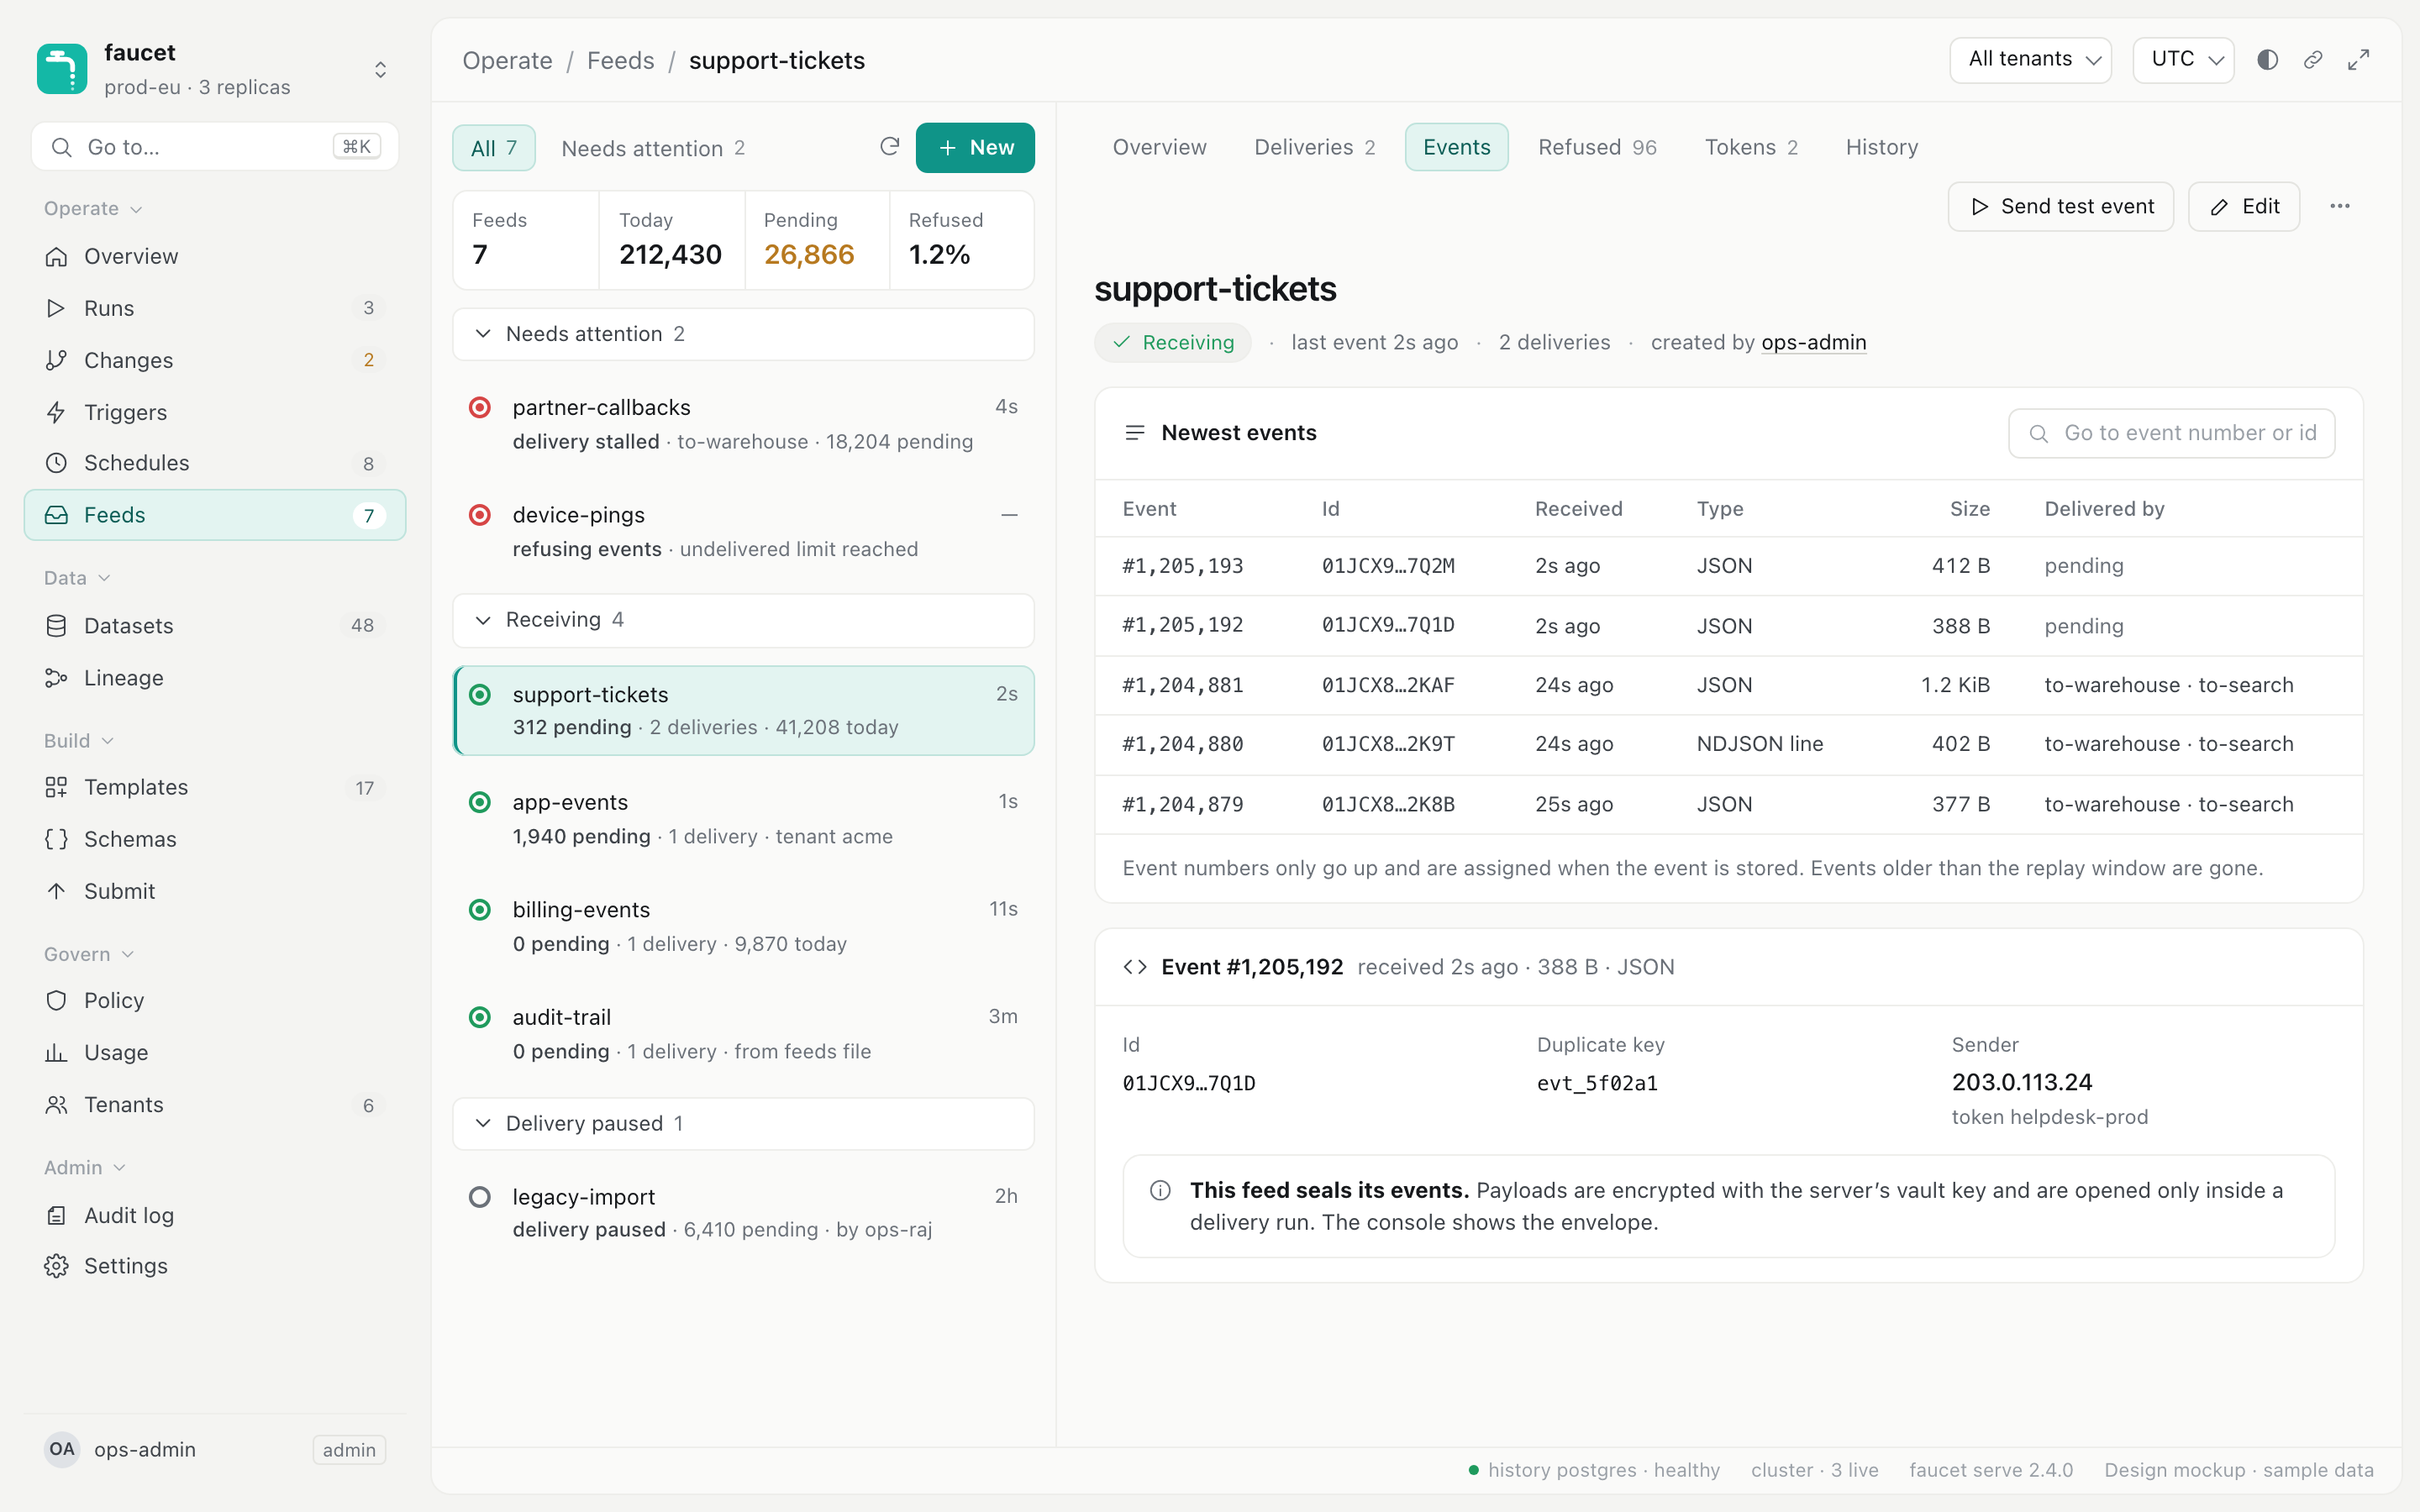 faucet
prod-eu · 3 replicas
Go to... ⌘K
Operate
Overview
Runs 3
Changes 2
Triggers
Schedules 8
Feeds 7
Data
Datasets 48
Lineage
Build
Templates 17
Schemas
Submit
Govern
Policy
Usage
Tenants 6
Admin
Audit log
Settings
OA ops-admin admin
Operate / Feeds / support-tickets
All tenants UTC
All 7 Needs attention 2 New
Feeds Today Pending Refused
7 212,430 26,866 1.2%
Needs attention 2
partner-callbacks 4s
delivery stalled · to-warehouse · 18,204 pending
device-pings —
refusing events · undelivered limit reached
Receiving 4
support-tickets 2s
312 pending · 2 deliveries · 41,208 today
app-events 1s
1,940 pending · 1 delivery · tenant acme
billing-events 11s
0 pending · 1 delivery · 9,870 today
audit-trail 3m
0 pending · 1 delivery · from feeds file
Delivery paused 1
legacy-import 2h
delivery paused · 6,410 pending · by ops-raj
Overview Deliveries 2 Events Refused 96 Tokens 2 History
Send test event Edit
support-tickets
Receiving · last event 2s ago · 2 deliveries · created by ops-admin
Newest events Go to event number or id
Event Id Received Type Size Delivered by
#1,205,193 01JCX9…7Q2M 2s ago JSON 412 B pending
#1,205,192 01JCX9…7Q1D 2s ago JSON 388 B pending
#1,204,881 01JCX8…2KAF 24s ago JSON 1.2 KiB to-warehouse · to-search
#1,204,880 01JCX8…2K9T 24s ago NDJSON line 402 B to-warehouse · to-search
#1,204,879 01JCX8…2K8B 25s ago JSON 377 B to-warehouse · to-search
Event numbers only go up and are assigned when the event is stored. Events older than the replay window are gone.
Event #1,205,192 received 2s ago · 388 B · JSON
Id Duplicate key Sender
01JCX9…7Q1D evt_5f02a1 203.0.113.24
token helpdesk-prod
This feed seals its events. Payloads are encrypted with the server’s vault key and are opened only inside a
delivery run. The console shows the envelope.
history postgres · healthy cluster · 3 live faucet serve 2.4.0 Design mockup · sample data